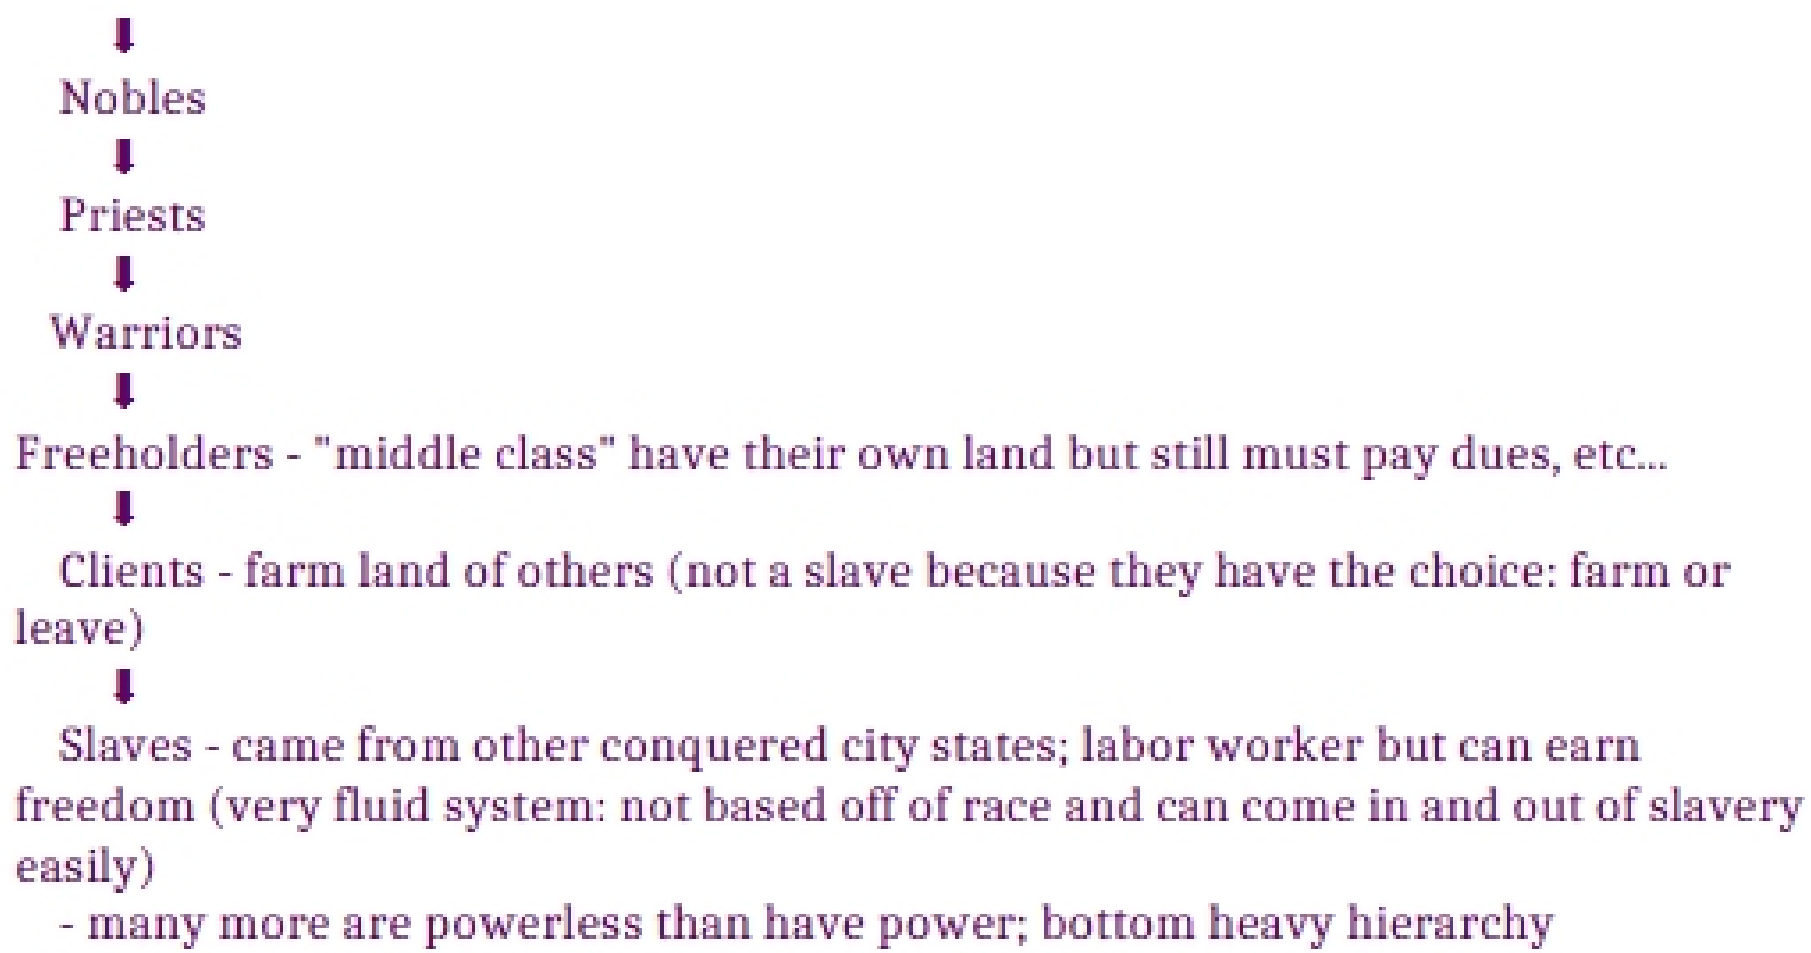 ⬇
Nobles
⬇
Priests
⬇
Warriors
⬇
Freeholders - "middle class" have their own land but still must pay dues, etc...
⬇
Clients - farm land of others (not a slave because they have the choice: farm or
leave)
⬇
Slaves - came from other conquered city states; labor worker but can earn
freedom (very fluid system: not based off of race and can come in and out of slavery
easily)
- many more are powerless than have power; bottom heavy hierarchy